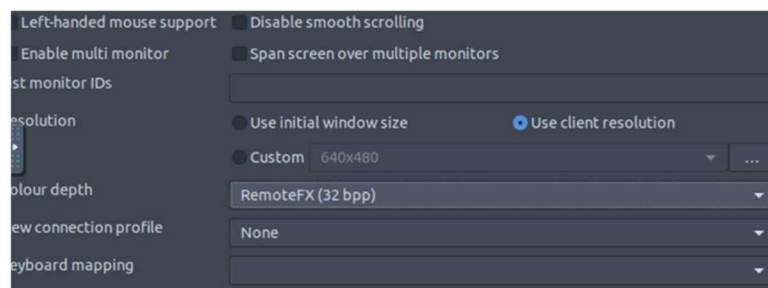 Left-handed mouse support Disable smooth scrolling
Enable multi monitor Span screen over multiple monitors
st monitor IDs
esolution Use initial window size Use client resolution
Custom 640x480 ...
olour depth RemoteFX (32 bpp)
ew connection profile None
eyboard mapping